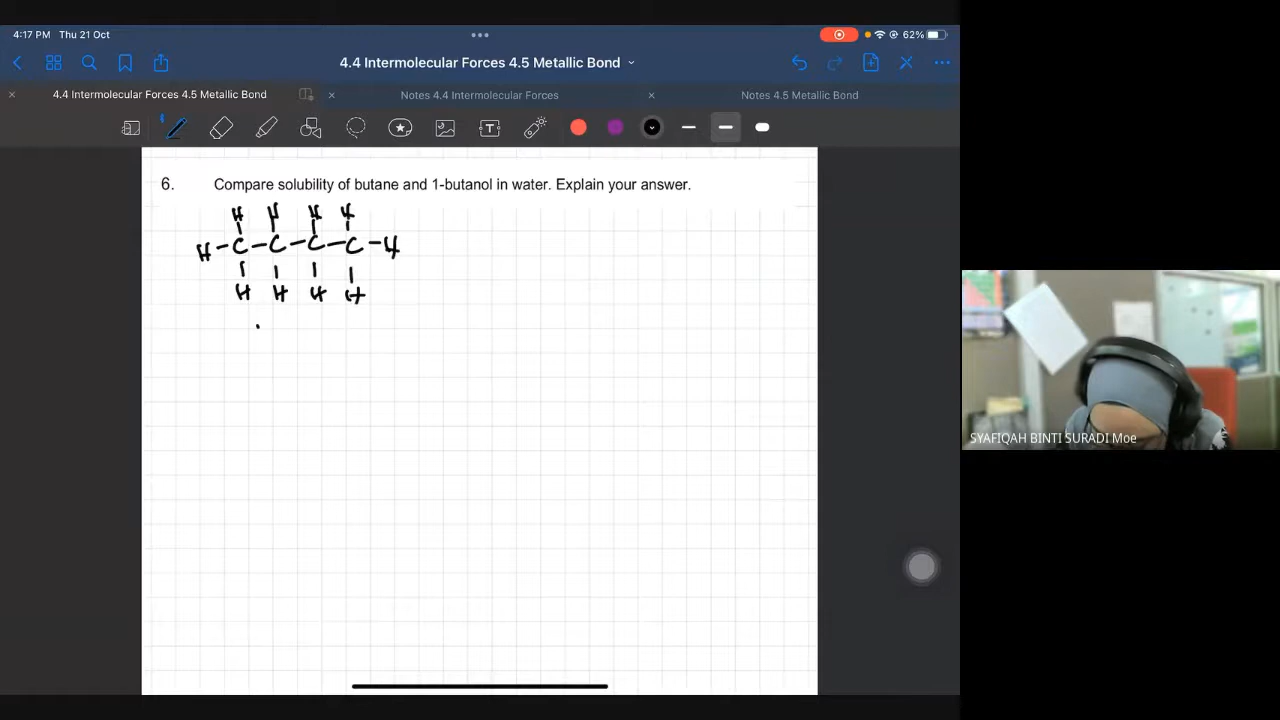 4:17 PM Thu 21 Oct
62%
4.4 Intermolecular Forces 4.5 Metallic Bond
4.4 Intermolecular Forces 4.5 Metallic Bond
Notes 4.4 Intermolecular Forces
Notes 4.5 Metallic Bond
6. Compare solubility of butane and 1-butanol in water. Explain your answer.
H H H H
H - C - C - C - C - H
H H H H
SYAFIQAH BINTI SURADI Moe